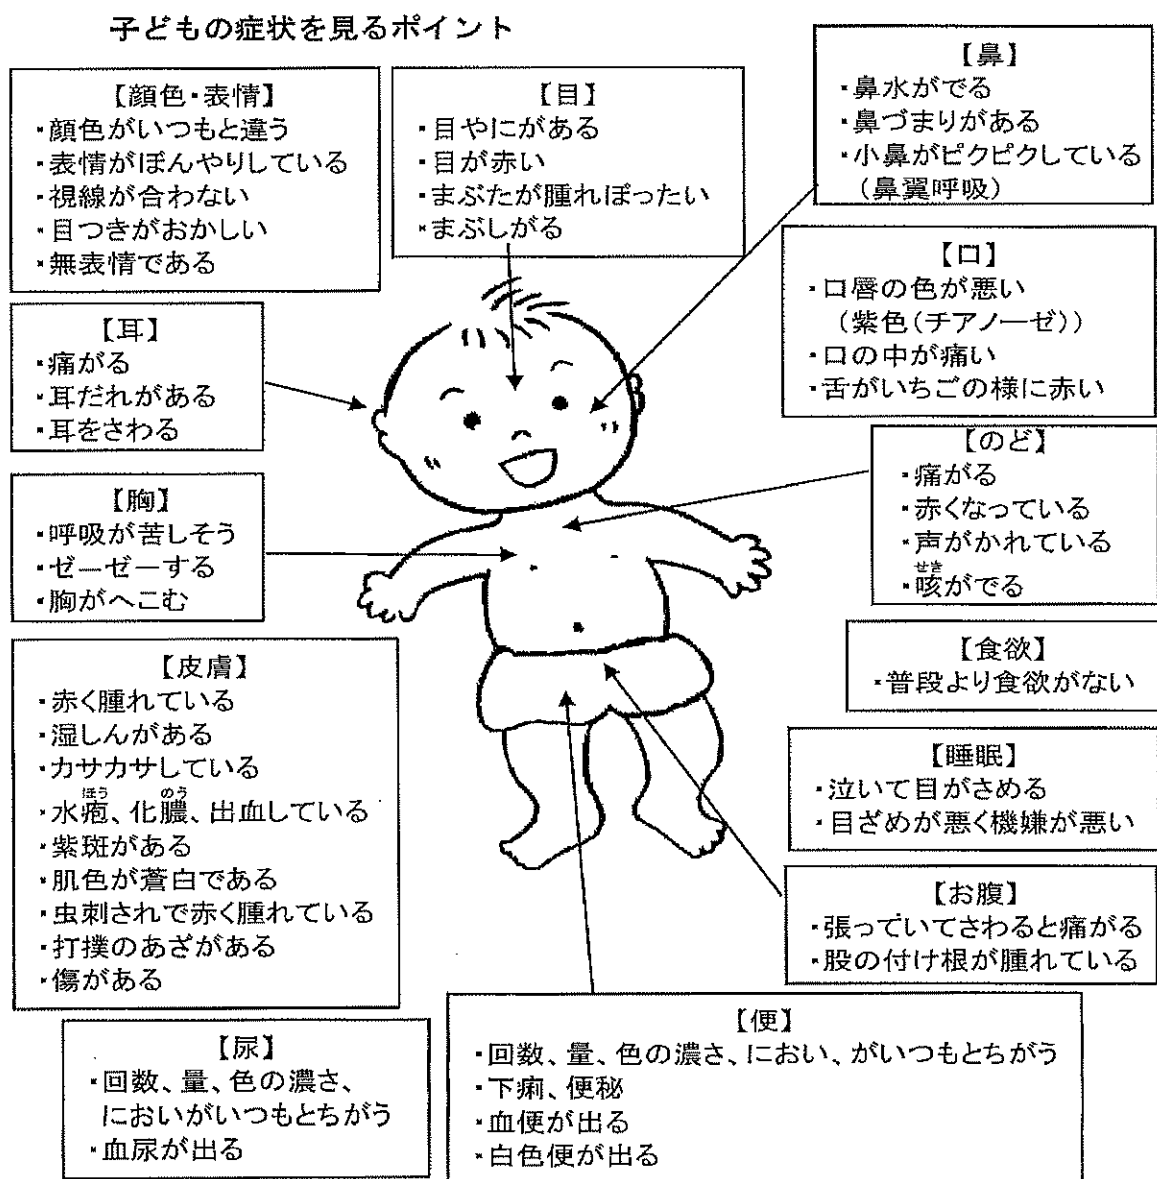 子どもの症状を見るポイント
【顔色・表情】
・顔色がいつもと違う
・表情がぼんやりしている
・視線が合わない
・目つきがおかしい
・無表情である
【目】
・目やにがある
・目が赤い
・まぶたが腫れぼったい
・まぶしがる
【鼻】
・鼻水がでる
・鼻づまりがある
・小鼻がピクピクしている
(鼻翼呼吸)
【口】
・口唇の色が悪い
(紫色(チアノーゼ))
・口の中が痛い
・舌がいちごの様に赤い
【耳】
・痛がる
・耳だれがある
・耳をさわる
【のど】
・痛がる
・赤くなっている
・声がかれている
せき
・咳がでる
【胸】
・呼吸が苦しそう
・ゼーゼーする
・胸がへこむ
【食欲】
・普段より食欲がない
【皮膚】
・赤く腫れている
・湿しんがある
・カサカサしている
ほう のう
・水疱、化膿、出血している
・紫斑がある
・肌色が蒼白である
・虫刺されで赤く腫れている
・打撲のあざがある
・傷がある
【睡眠】
・泣いて目がさめる
・目ざめが悪く機嫌が悪い
【お腹】
・張っていてさわると痛がる
・股の付け根が腫れている
【尿】
・回数、量、色の濃さ、
においがいつもとちがう
・血尿が出る
【便】
・回数、量、色の濃さ、におい、がいつもとちがう
・下痢、便秘
・血便が出る
・白色便が出る